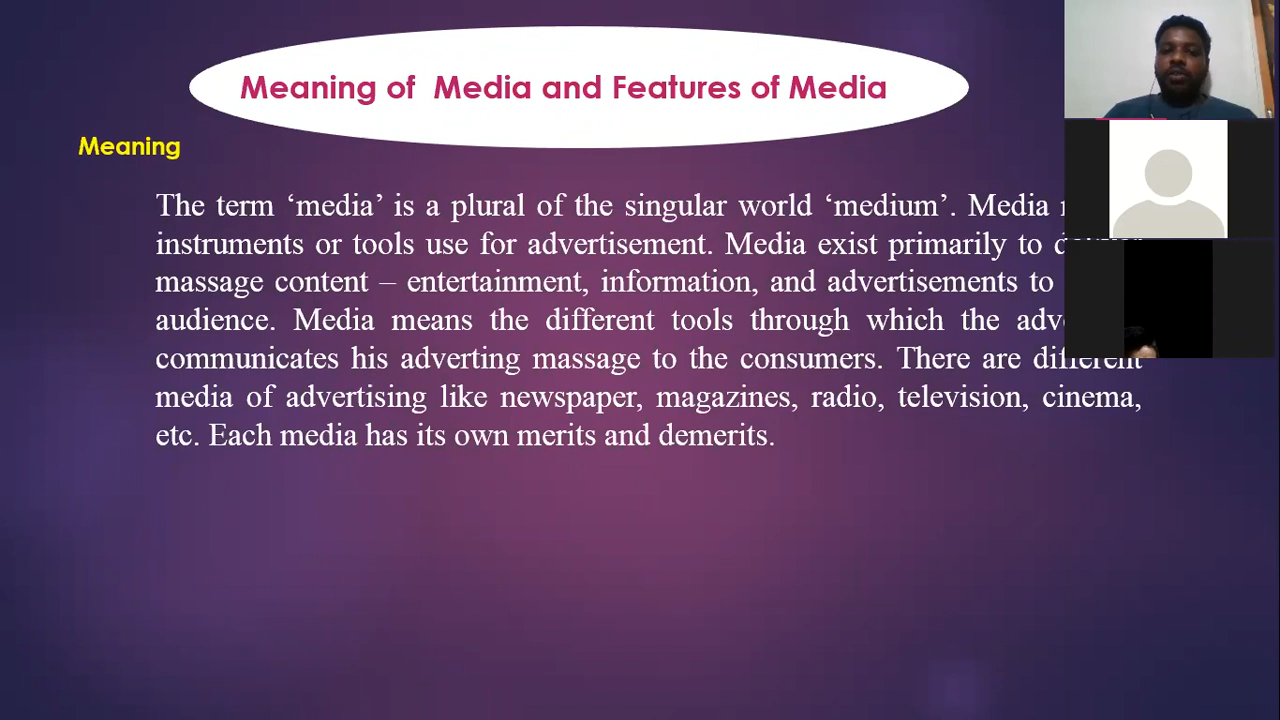 Meaning of Media and Features of Media
Meaning
The term ‘media’ is a plural of the singular world ‘medium’. Media
instruments or tools use for advertisement. Media exist primarily to
massage content – entertainment, information, and advertisements to
audience. Media means the different tools through which the
communicates his adverting massage to the consumers. There are different
media of advertising like newspaper, magazines, radio, television, cinema,
etc. Each media has its own merits and demerits.